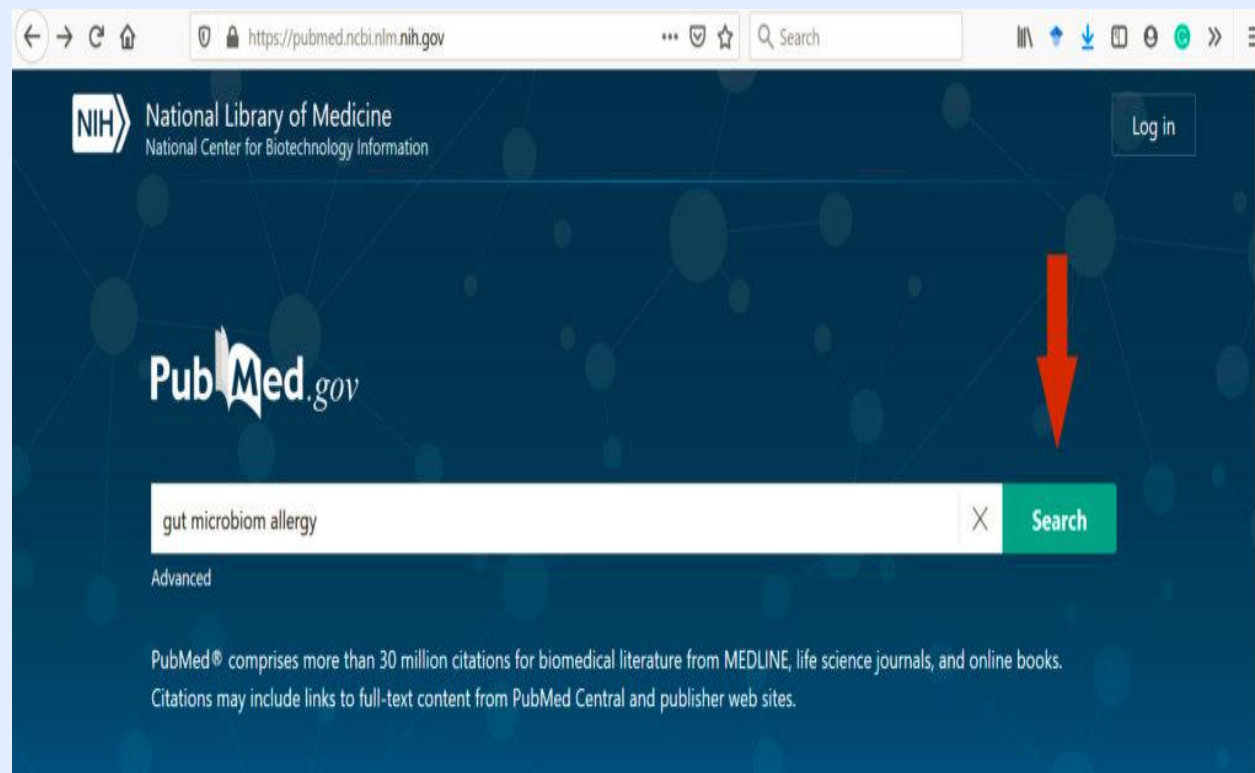 https://pubmed.ncbi.nlm.nih.gov
Search
NIH
National Library of Medicine
National Center for Biotechnology Information
Log in
PubMed.gov
gut microbiom allergy
X
Search
Advanced
PubMed® comprises more than 30 million citations for biomedical literature from MEDLINE, life science journals, and online books.
Citations may include links to full-text content from PubMed Central and publisher web sites.